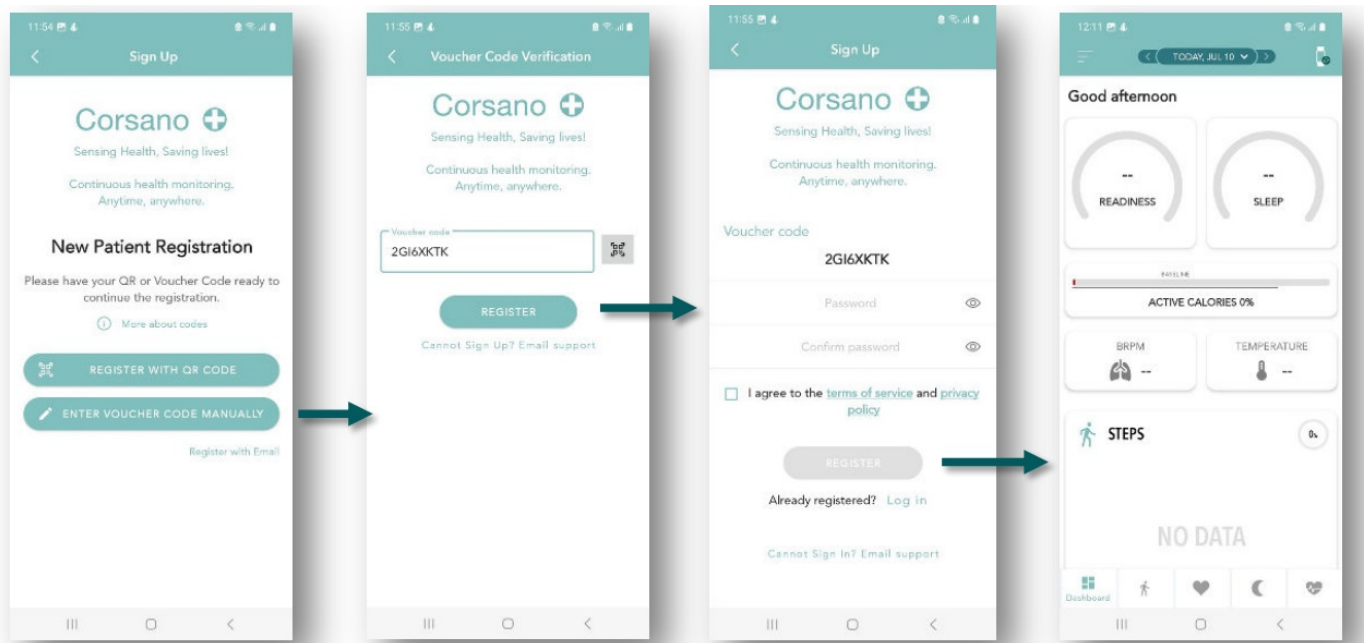 11:54
Sign Up
Corsano
Sensing Health, Saving lives!
Continuous health monitoring.
Anytime, anywhere.
New Patient Registration
Please have your QR or Voucher Code ready to
continue the registration.
More about codes
REGISTER WITH QR CODE
ENTER VOUCHER CODE MANUALLY
Register with Email
11:55
Voucher Code Verification
Corsano
Sensing Health, Saving lives!
Continuous health monitoring.
Anytime, anywhere.
Voucher code
2GI6XKTK
REGISTER
Cannot Sign Up? Email support
11:55
Sign Up
Corsano
Sensing Health, Saving lives!
Continuous health monitoring.
Anytime, anywhere.
Voucher code
2GI6XKTK
Password
Confirm password
I agree to the terms of service and privacy
policy
REGISTER
Already registered? Log in
Cannot Sign In? Email support
12:11
TODAY, JUL 10
Good afternoon
--
READINESS
--
SLEEP
BASELINE
ACTIVE CALORIES 0%
BRPM
--
TEMPERATURE
--
STEPS
0%
NO DATA
Dashboard